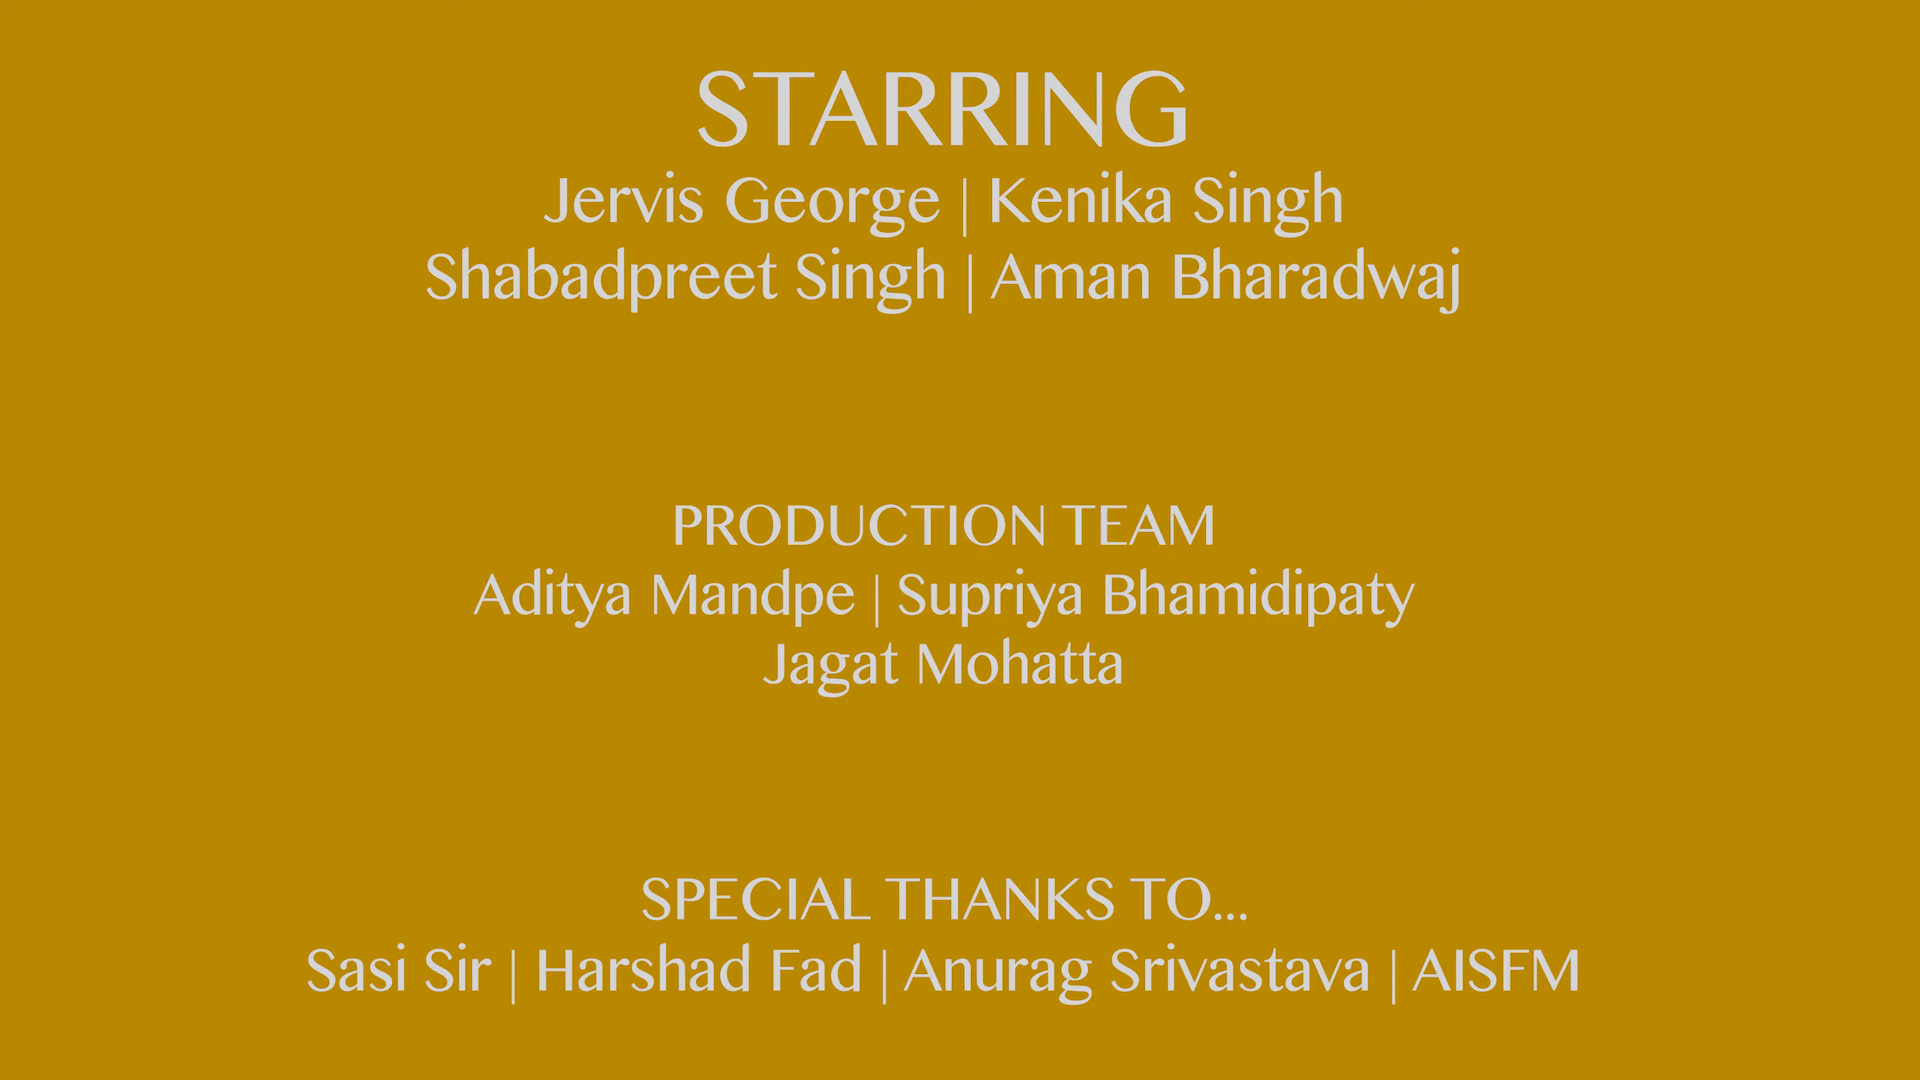 STARRING
Jervis George | Kenika Singh
Shabadpreet Singh | Aman Bharadwaj
PRODUCTION TEAM
Aditya Mandpe | Supriya Bhamidipaty
Jagat Mohatta
SPECIAL THANKS TO...
Sasi Sir | Harshad Fad | Anurag Srivastava | AISFM